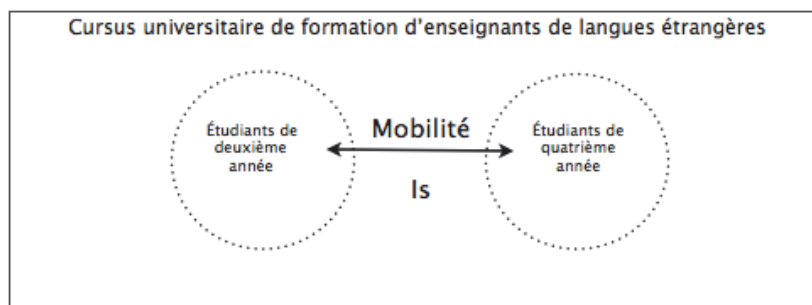 Cursus universitaire de formation d'enseignants de langues étrangères
Étudiants de
deuxième
année
Mobilité
Is
Étudiants de
quatrième
année